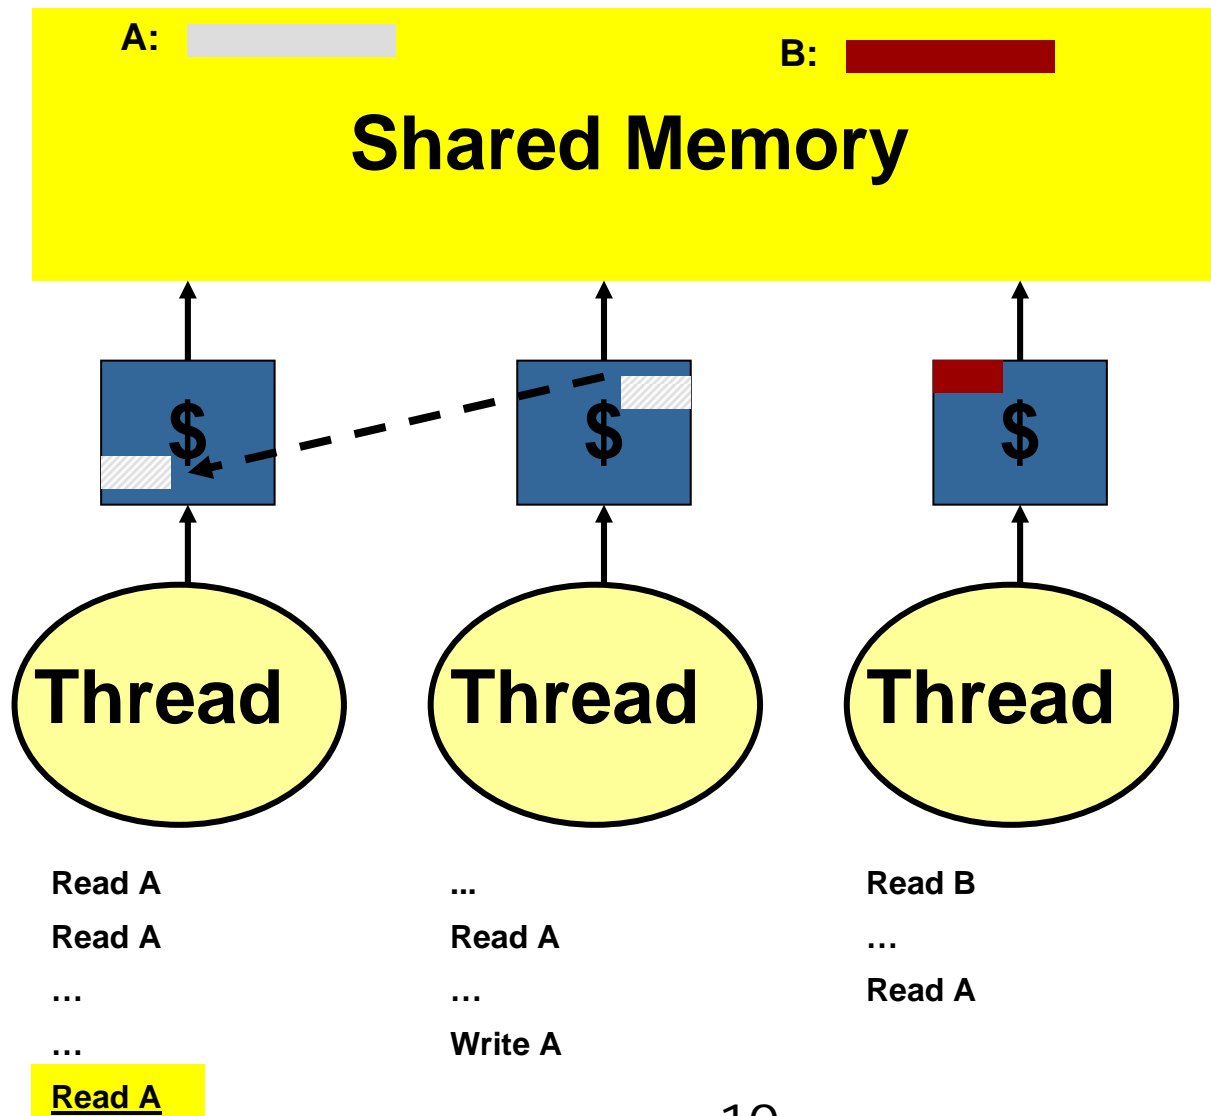 A:
B:
Shared Memory
$ $ $
Thread Thread Thread
Read A ... Read B
Read A Read A …
… … Read A
… Write A
Read A